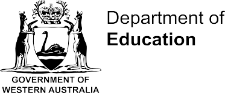 Department of
Education
GOVERNMENT OF
WESTERN AUSTRALIA